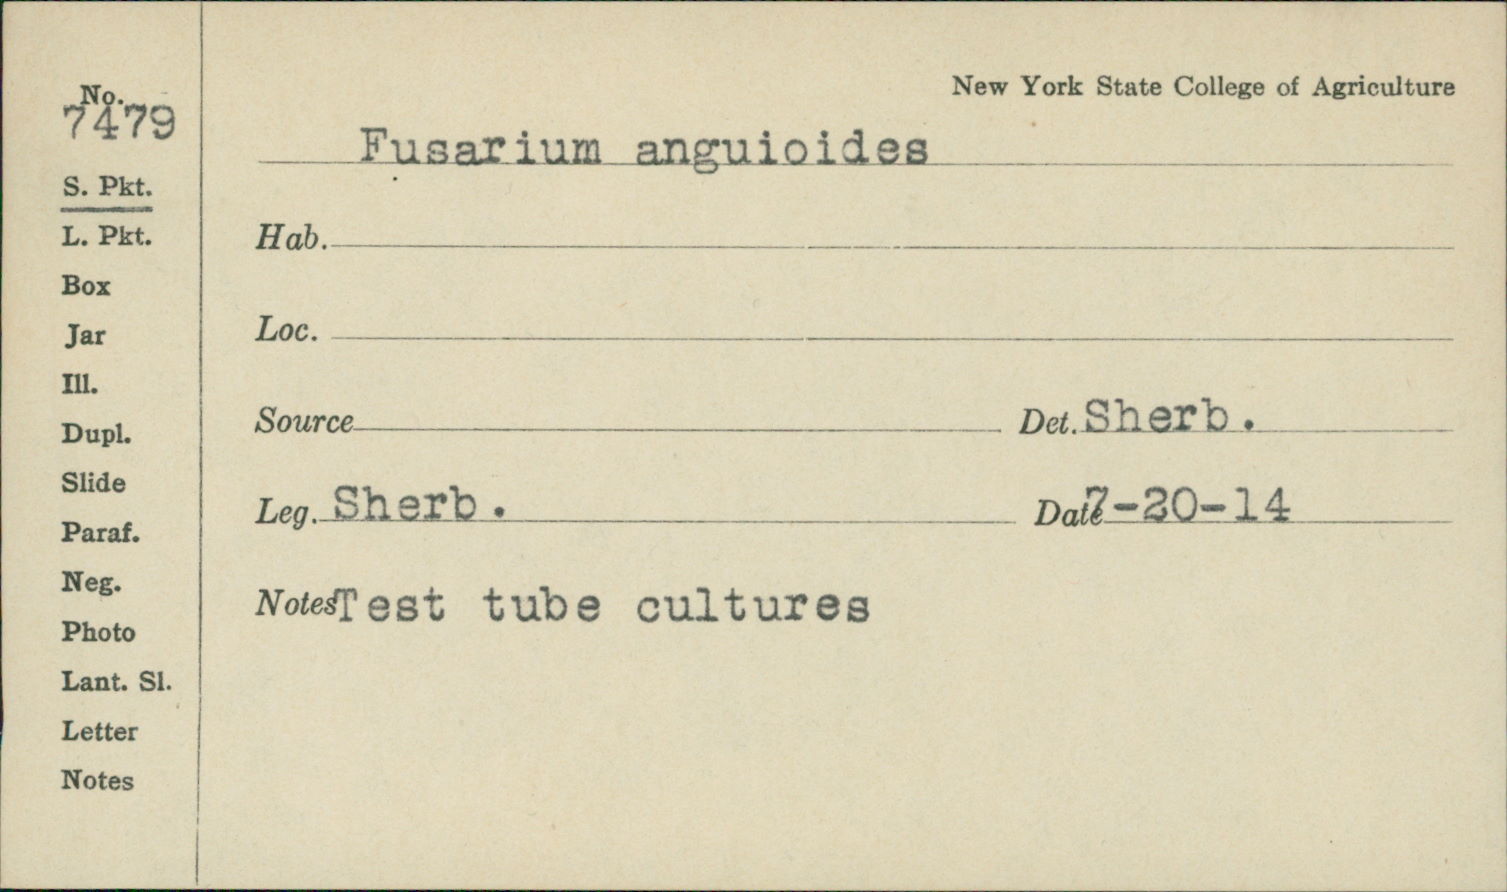 No.
7479
S. Pkt.
L. Pkt.
Box
Jar
Ill.
Dupl.
Slide
Paraf.
Neg.
Photo
Lant. Sl.
Letter
Notes
New York State College of Agriculture
Fusarium anguioides
Hab.
Loc.
Source Det. Sherb.
Leg. Sherb. Date 7-20-14
Notes Test tube cultures